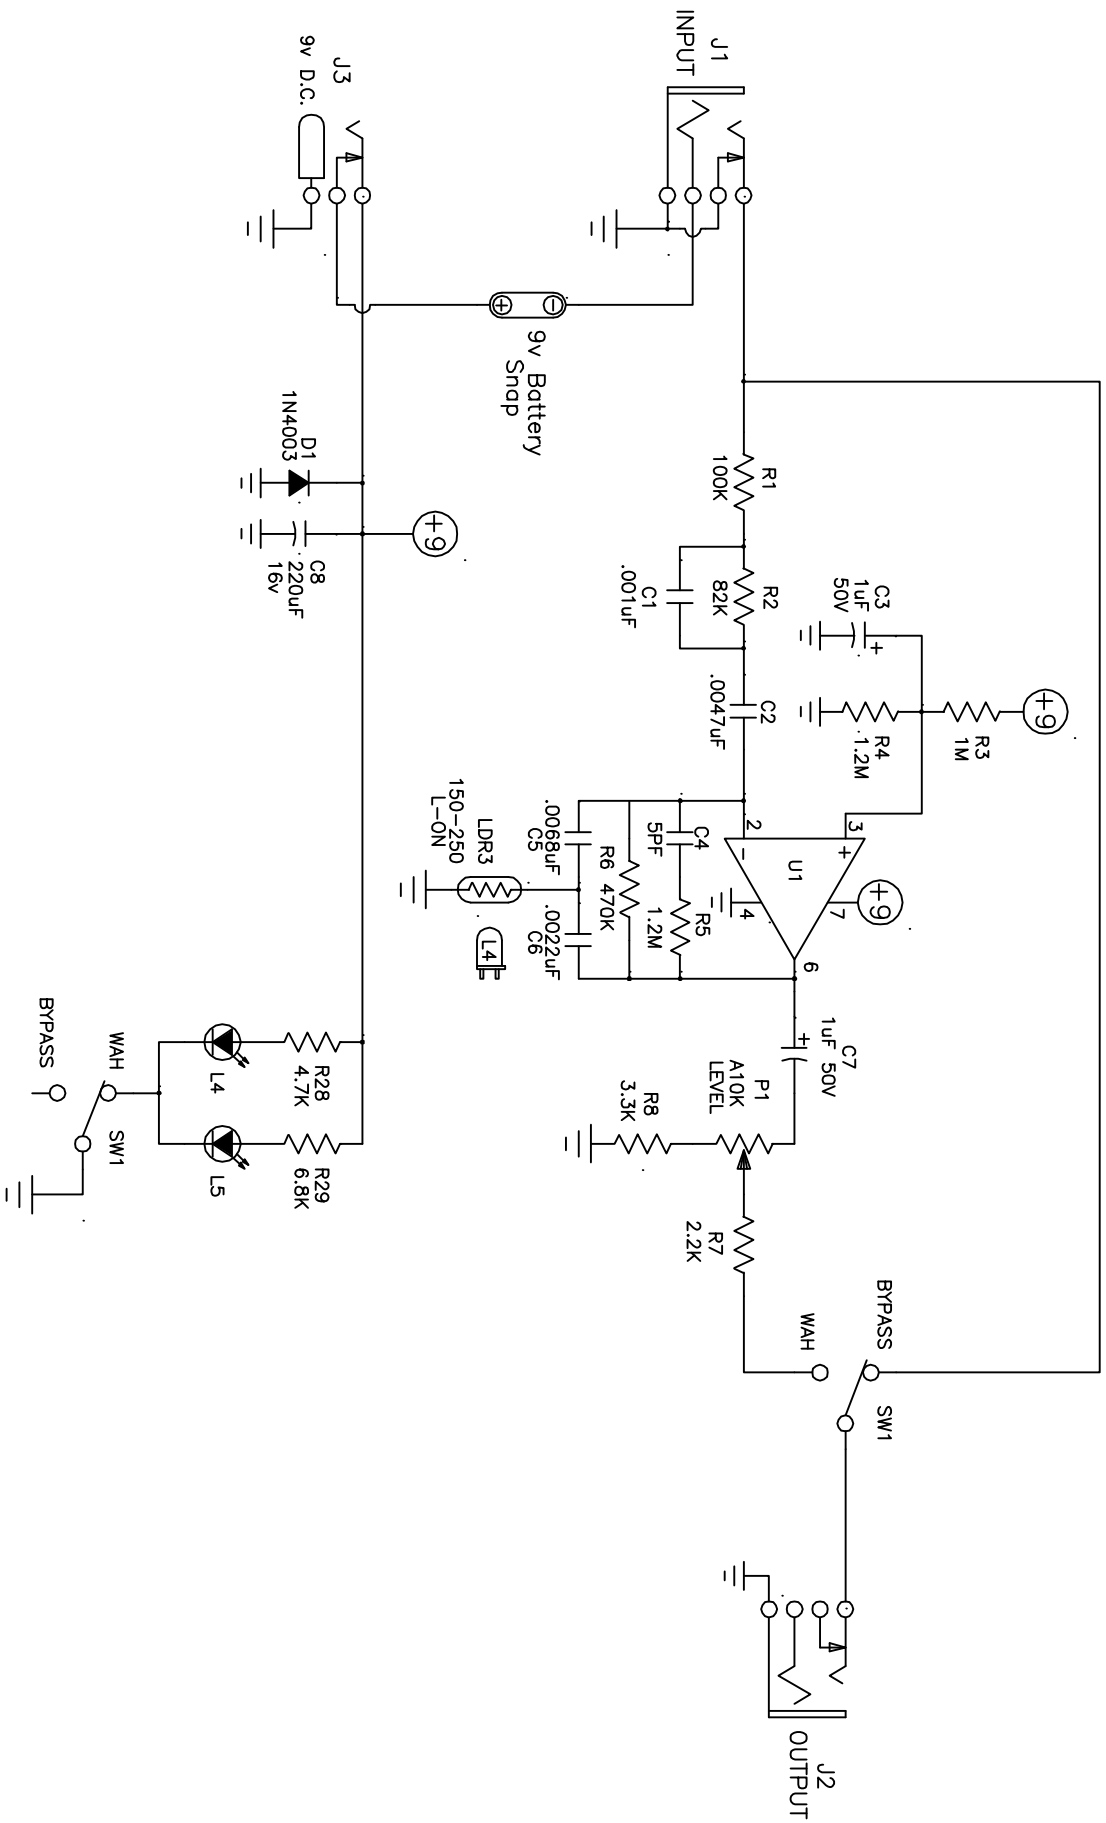 J1
INPUT
J3
9v D.C.
9v Battery
Snap
D1
1N4003
+9
C8
220uF
16v
R1
100K
R2
82K
C1
.001uF
C3
1uF
50V
+
+9
R3
1M
R4
1.2M
C2
.0047uF
2
3
-
+
U1
+9
7
4
6
C4
5PF
R5
1.2M
R6 470K
.0068uF
C5
.0022uF
C6
LDR3
150-250
L-ON
L4
C7
1uF 50V
+
P1
A10K
LEVEL
R8
3.3K
R7
2.2K
BYPASS
WAH
SW1
J2
OUTPUT
R28
4.7K
R29
6.8K
L4
L5
WAH
BYPASS
SW1